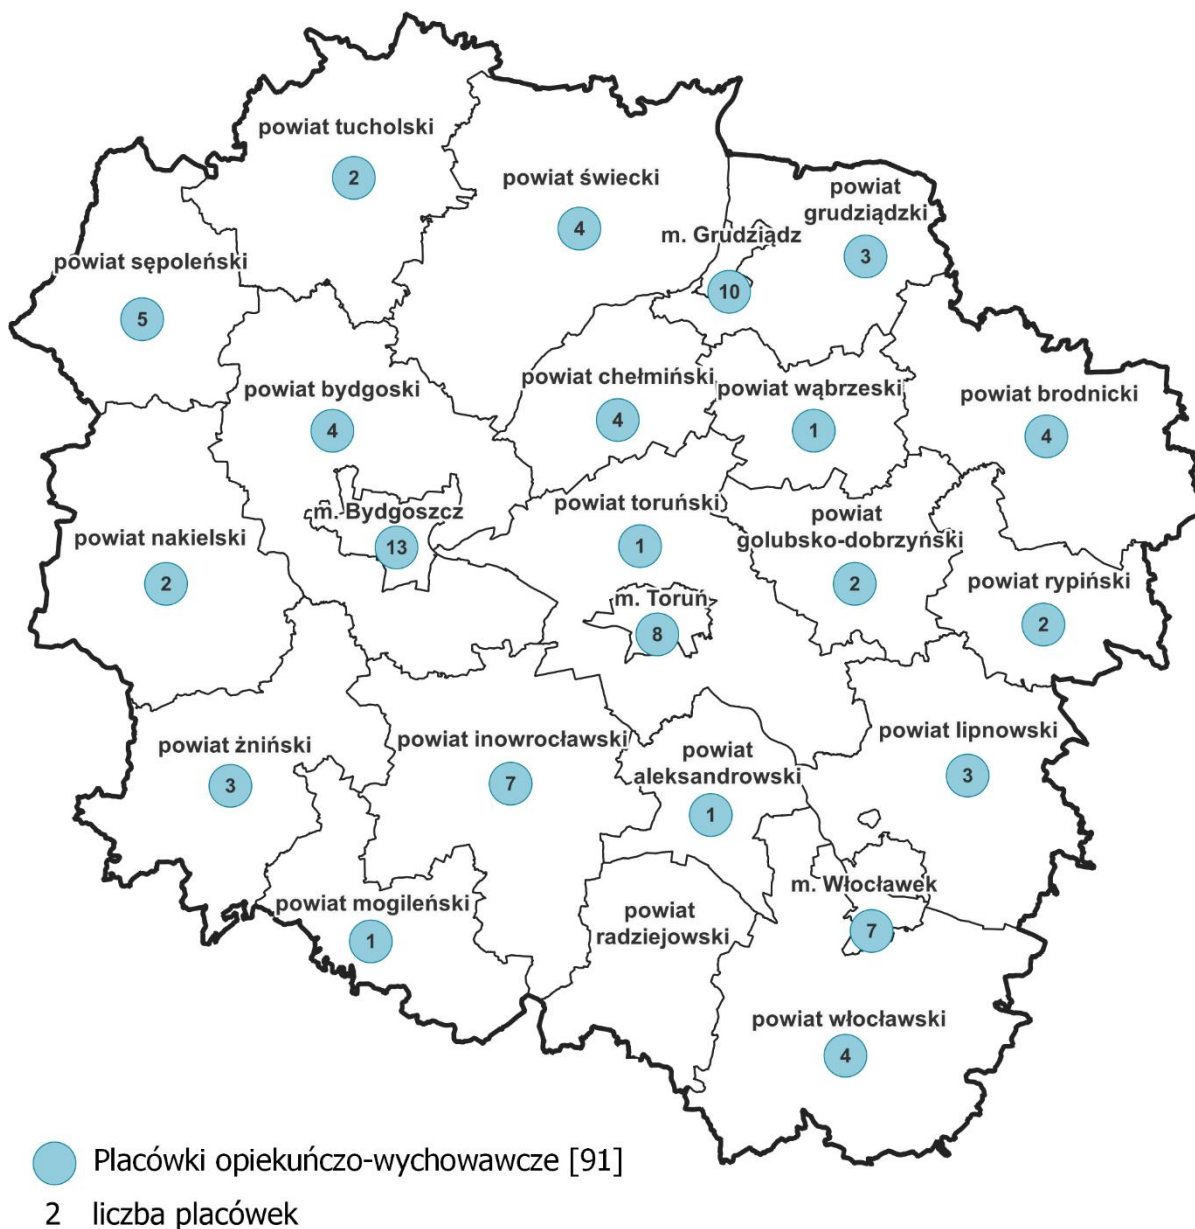 powiat tucholski
2
powiat świecki
4
powiat
grudziądzki
3
m. Grudziądz
10
powiat sępoleński
5
powiat bydgoski
4
powiat chełmiński
4
powiat wąbrzeski
1
powiat brodnicki
4
m. Bydgoszcz
13
powiat toruński
1
powiat
golubsko-dobrzyński
2
powiat nakielski
2
powiat rypiński
2
m. Toruń
8
powiat żniński
3
powiat inowrocławski
7
powiat
aleksandrowski
1
powiat lipnowski
3
powiat mogileński
1
powiat
radziejowski
m. Włocławek
7
powiat włocławski
4
Placówki opiekuńczo-wychowawcze [91]
2 liczba placówek